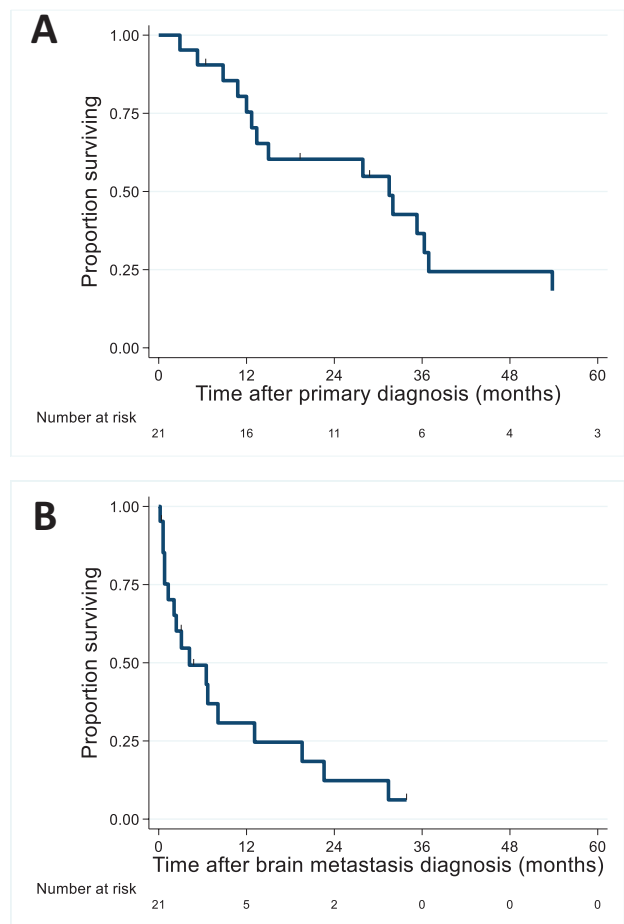 A
1.00
0.75
0.50
0.25
0.00
Proportion surviving
0 12 24 36 48 60
Time after primary diagnosis (months)
Number at risk
21 16 11 6 4 3
B
1.00
0.75
0.50
0.25
0.00
Proportion surviving
0 12 24 36 48 60
Time after brain metastasis diagnosis (months)
Number at risk
21 5 2 0 0 0